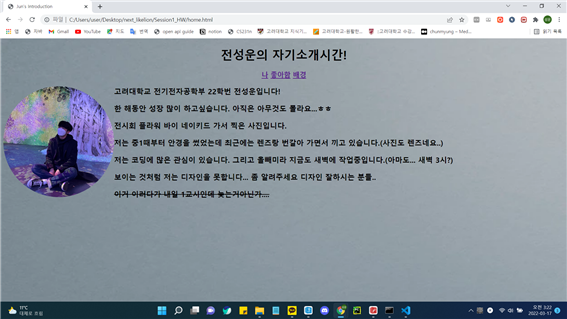 Jun's Introduction
파일 | C:/Users/user/Desktop/next_likelion/Session1_HW/home.html
앱 지바 Gmail YouTube 지도 번역 open api guide notion CS231n 고려대학교 지식기... 고려대학교-원활한... 고려대학교 수강... chunmyung – Med...
읽기 목록
전성운의 자기소개시간!
나 좋아함 배경
고려대학교 전기전자공학부 22학번 전성운입니다!
한 해동안 성장 많이 하고싶습니다. 아직은 아무것도 몰라요...ㅎㅎ
전시회 플라워 바이 네이키드 가서 찍은 사진입니다.
저는 중1때부터 안경을 썼었는데 최근에는 렌즈랑 번갈아 가면서 끼고 있습니다.(사진도 렌즈네요..)
저는 코딩에 많은 관심이 있습니다. 그리고 올빼미라 지금도 새벽에 작업중입니다.(아마도... 새벽 3시?)
보이는 것처럼 저는 디자인을 못합니다... 좀 알려주세요 디자인 잘하시는 분들..
이거 이러다가 내일 1교시인데 늦는거아닌가....
11°C
대체로 흐림
오전 3:22
2022-03-17